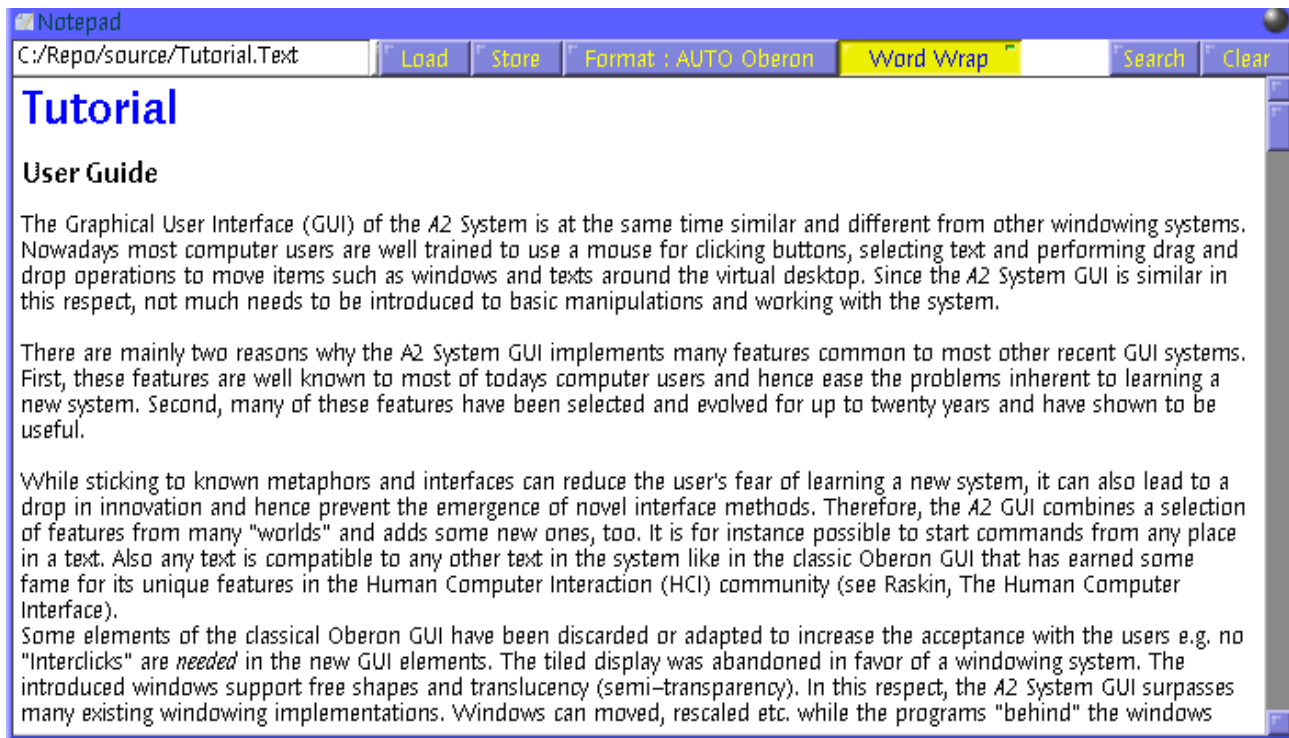 Notepad
C:/Repo/source/Tutorial.Text Load Store Format : AUTO Oberon Word Wrap Search Clear
Tutorial
User Guide
The Graphical User Interface (GUI) of the A2 System is at the same time similar and different from other windowing systems.
Nowadays most computer users are well trained to use a mouse for clicking buttons, selecting text and performing drag and
drop operations to move items such as windows and texts around the virtual desktop. Since the A2 System GUI is similar in
this respect, not much needs to be introduced to basic manipulations and working with the system.
There are mainly two reasons why the A2 System GUI implements many features common to most other recent GUI systems.
First, these features are well known to most of todays computer users and hence ease the problems inherent to learning a
new system. Second, many of these features have been selected and evolved for up to twenty years and have shown to be
useful.
While sticking to known metaphors and interfaces can reduce the user's fear of learning a new system, it can also lead to a
drop in innovation and hence prevent the emergence of novel interface methods. Therefore, the A2 GUI combines a selection
of features from many "worlds" and adds some new ones, too. It is for instance possible to start commands from any place
in a text. Also any text is compatible to any other text in the system like in the classic Oberon GUI that has earned some
fame for its unique features in the Human Computer Interaction (HCI) community (see Raskin, The Human Computer
Interface).
Some elements of the classical Oberon GUI have been discarded or adapted to increase the acceptance with the users e.g. no
"Interclicks" are needed in the new GUI elements. The tiled display was abandoned in favor of a windowing system. The
introduced windows support free shapes and translucency (semi–transparency). In this respect, the A2 System GUI surpasses
many existing windowing implementations. Windows can moved, rescaled etc. while the programs "behind" the windows